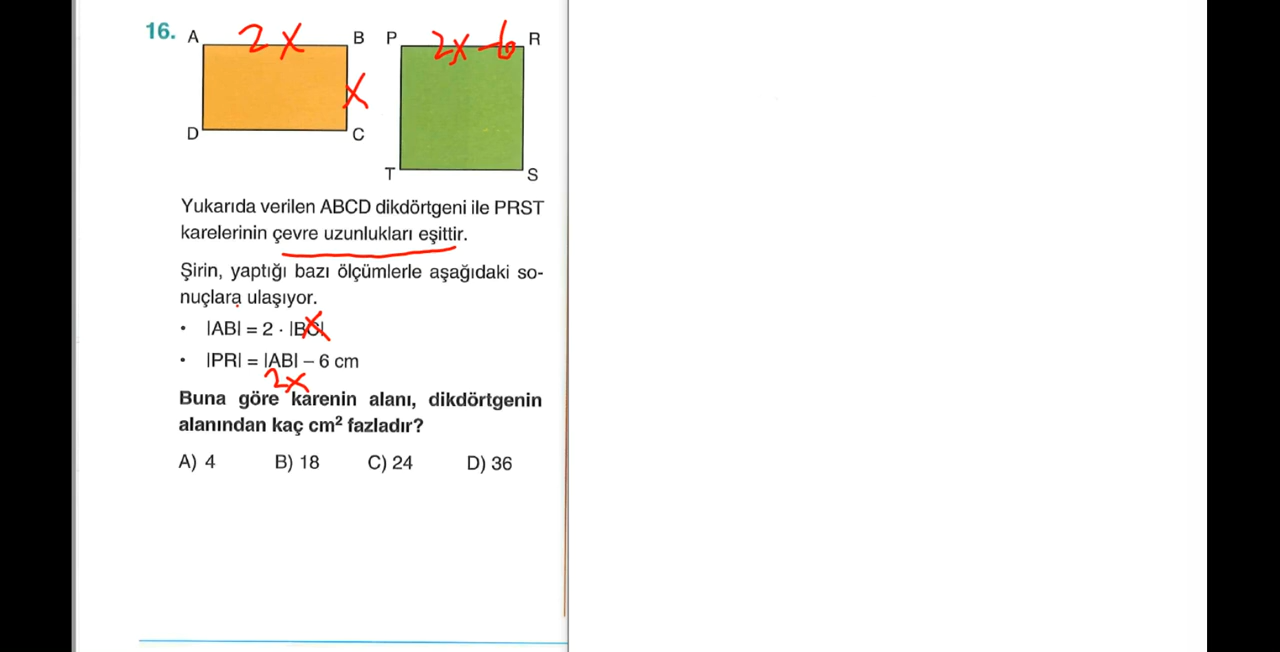 16. A 2x B P 2x-6 R
x
D C
T S
Yukarıda verilen ABCD dikdörtgeni ile PRST
karelerinin çevre uzunlukları eşittir.
Şirin, yaptığı bazı ölçümlerle aşağıdaki so-
nuçlara ulaşıyor.
• |AB| = 2 · |BC| x
• |PR| = |AB| – 6 cm
2x
Buna göre karenin alanı, dikdörtgenin
alanından kaç cm² fazladır?
A) 4 B) 18 C) 24 D) 36